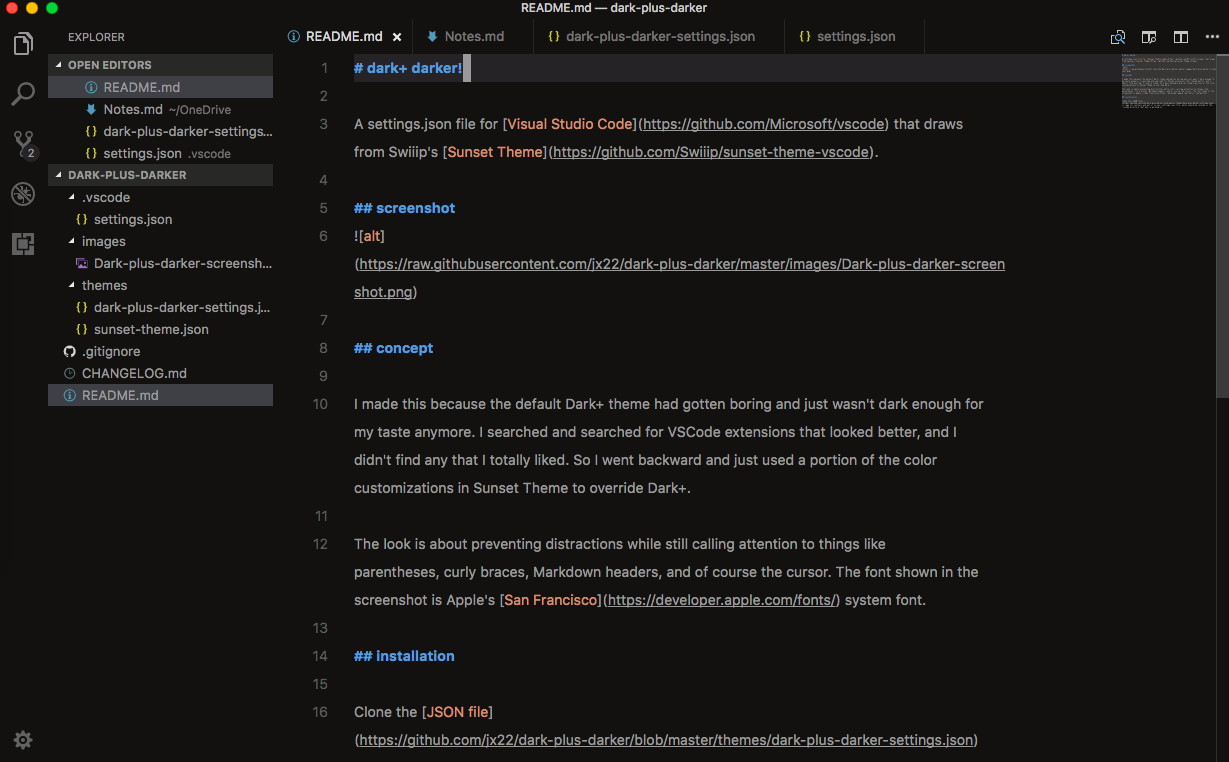 README.md — dark-plus-darker
EXPLORER
OPEN EDITORS
README.md
Notes.md ~/OneDrive
{} dark-plus-darker-settings...
{} settings.json .vscode
DARK-PLUS-DARKER
.vscode
{} settings.json
images
Dark-plus-darker-screensh...
themes
{} dark-plus-darker-settings.j...
{} sunset-theme.json
.gitignore
CHANGELOG.md
README.md
2
README.md ×
Notes.md
{} dark-plus-darker-settings.json
{} settings.json
1 # dark+ darker!
2
3 A settings.json file for [Visual Studio Code](https://github.com/Microsoft/vscode) that draws
from Swiiip's [Sunset Theme](https://github.com/Swiiip/sunset-theme-vscode).
4
5 ## screenshot
6 ![alt]
(https://raw.githubusercontent.com/jx22/dark-plus-darker/master/images/Dark-plus-darker-screen
shot.png)
7
8 ## concept
9
10 I made this because the default Dark+ theme had gotten boring and just wasn't dark enough for
my taste anymore. I searched and searched for VSCode extensions that looked better, and I
didn't find any that I totally liked. So I went backward and just used a portion of the color
customizations in Sunset Theme to override Dark+.
11
12 The look is about preventing distractions while still calling attention to things like
parentheses, curly braces, Markdown headers, and of course the cursor. The font shown in the
screenshot is Apple's [San Francisco](https://developer.apple.com/fonts/) system font.
13
14 ## installation
15
16 Clone the [JSON file]
(https://github.com/jx22/dark-plus-darker/blob/master/themes/dark-plus-darker-settings.json)